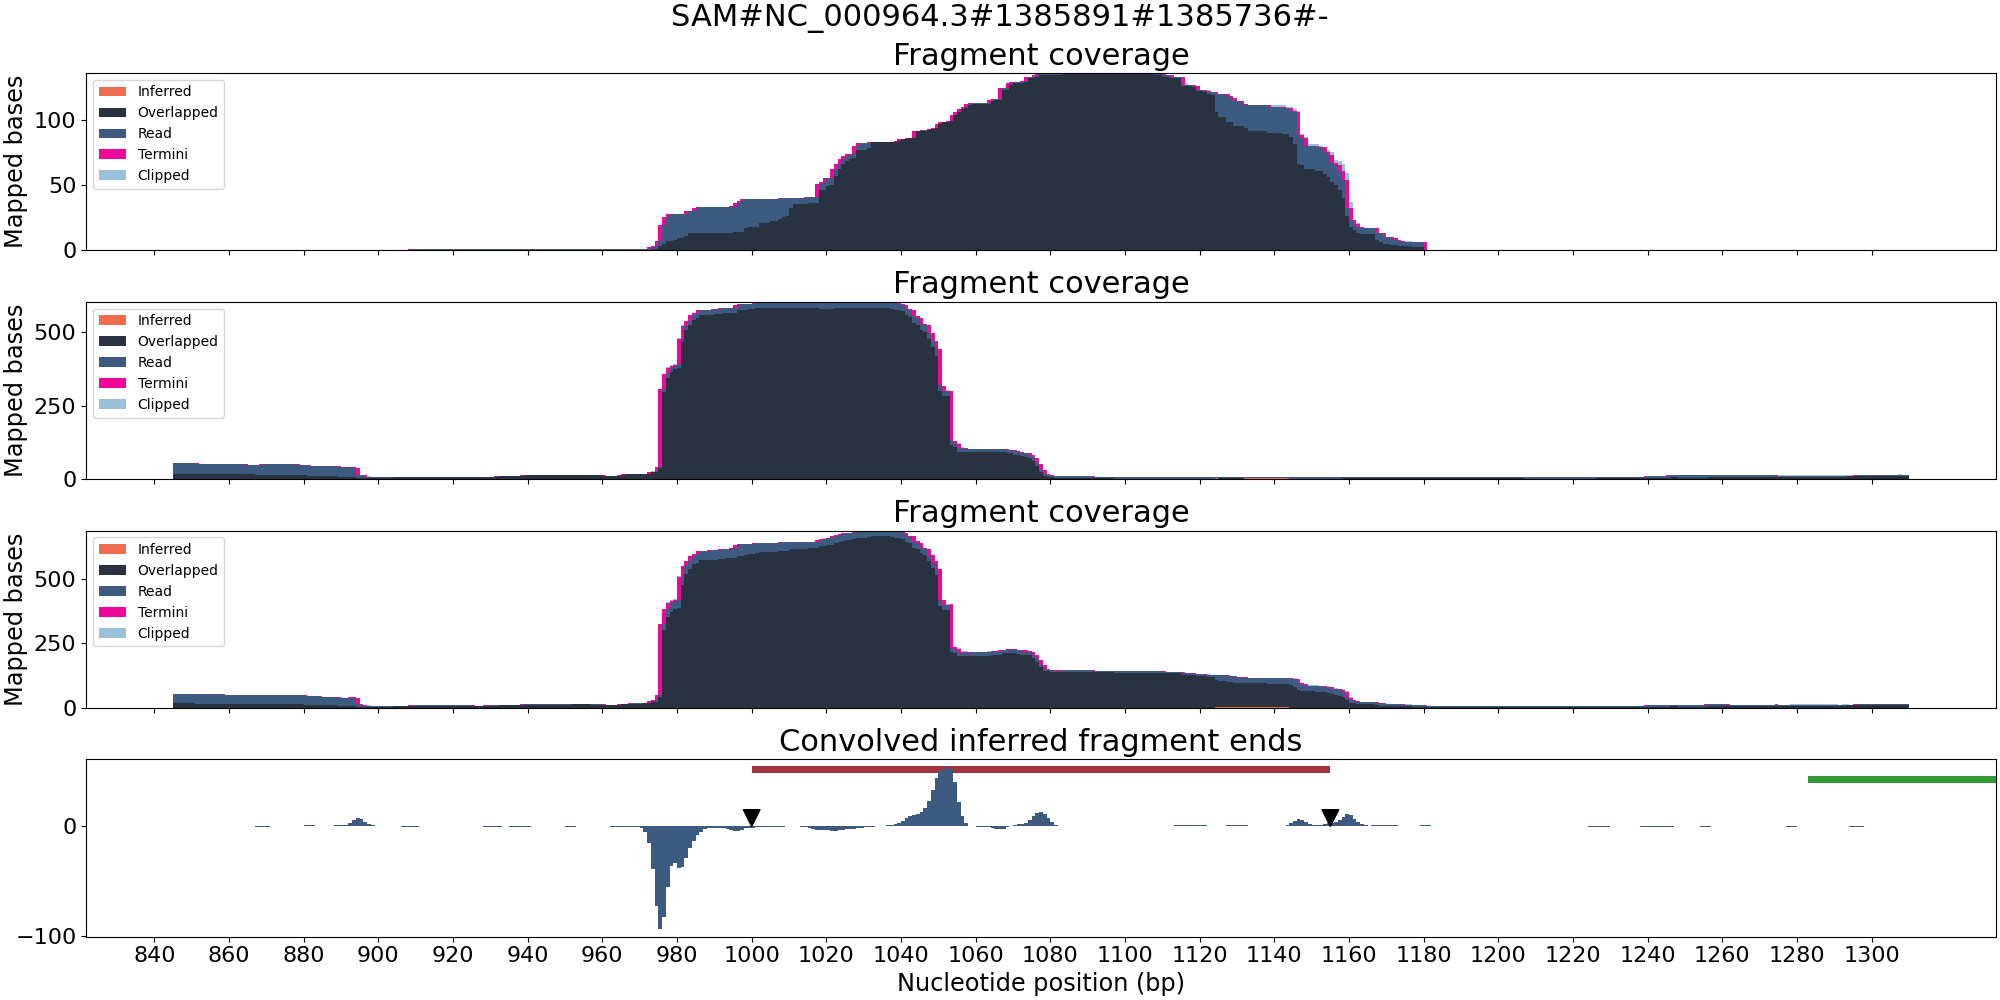 SAM#NC_000964.3#1385891#1385736#-
Fragment coverage
Mapped bases
100
50
0
Inferred
Overlapped
Read
Termini
Clipped
Fragment coverage
Mapped bases
500
250
0
Inferred
Overlapped
Read
Termini
Clipped
Fragment coverage
Mapped bases
500
250
0
Inferred
Overlapped
Read
Termini
Clipped
Convolved inferred fragment ends
0
−100
840 860 880 900 920 940 960 980 1000 1020 1040 1060 1080 1100 1120 1140 1160 1180 1200 1220 1240 1260 1280 1300
Nucleotide position (bp)